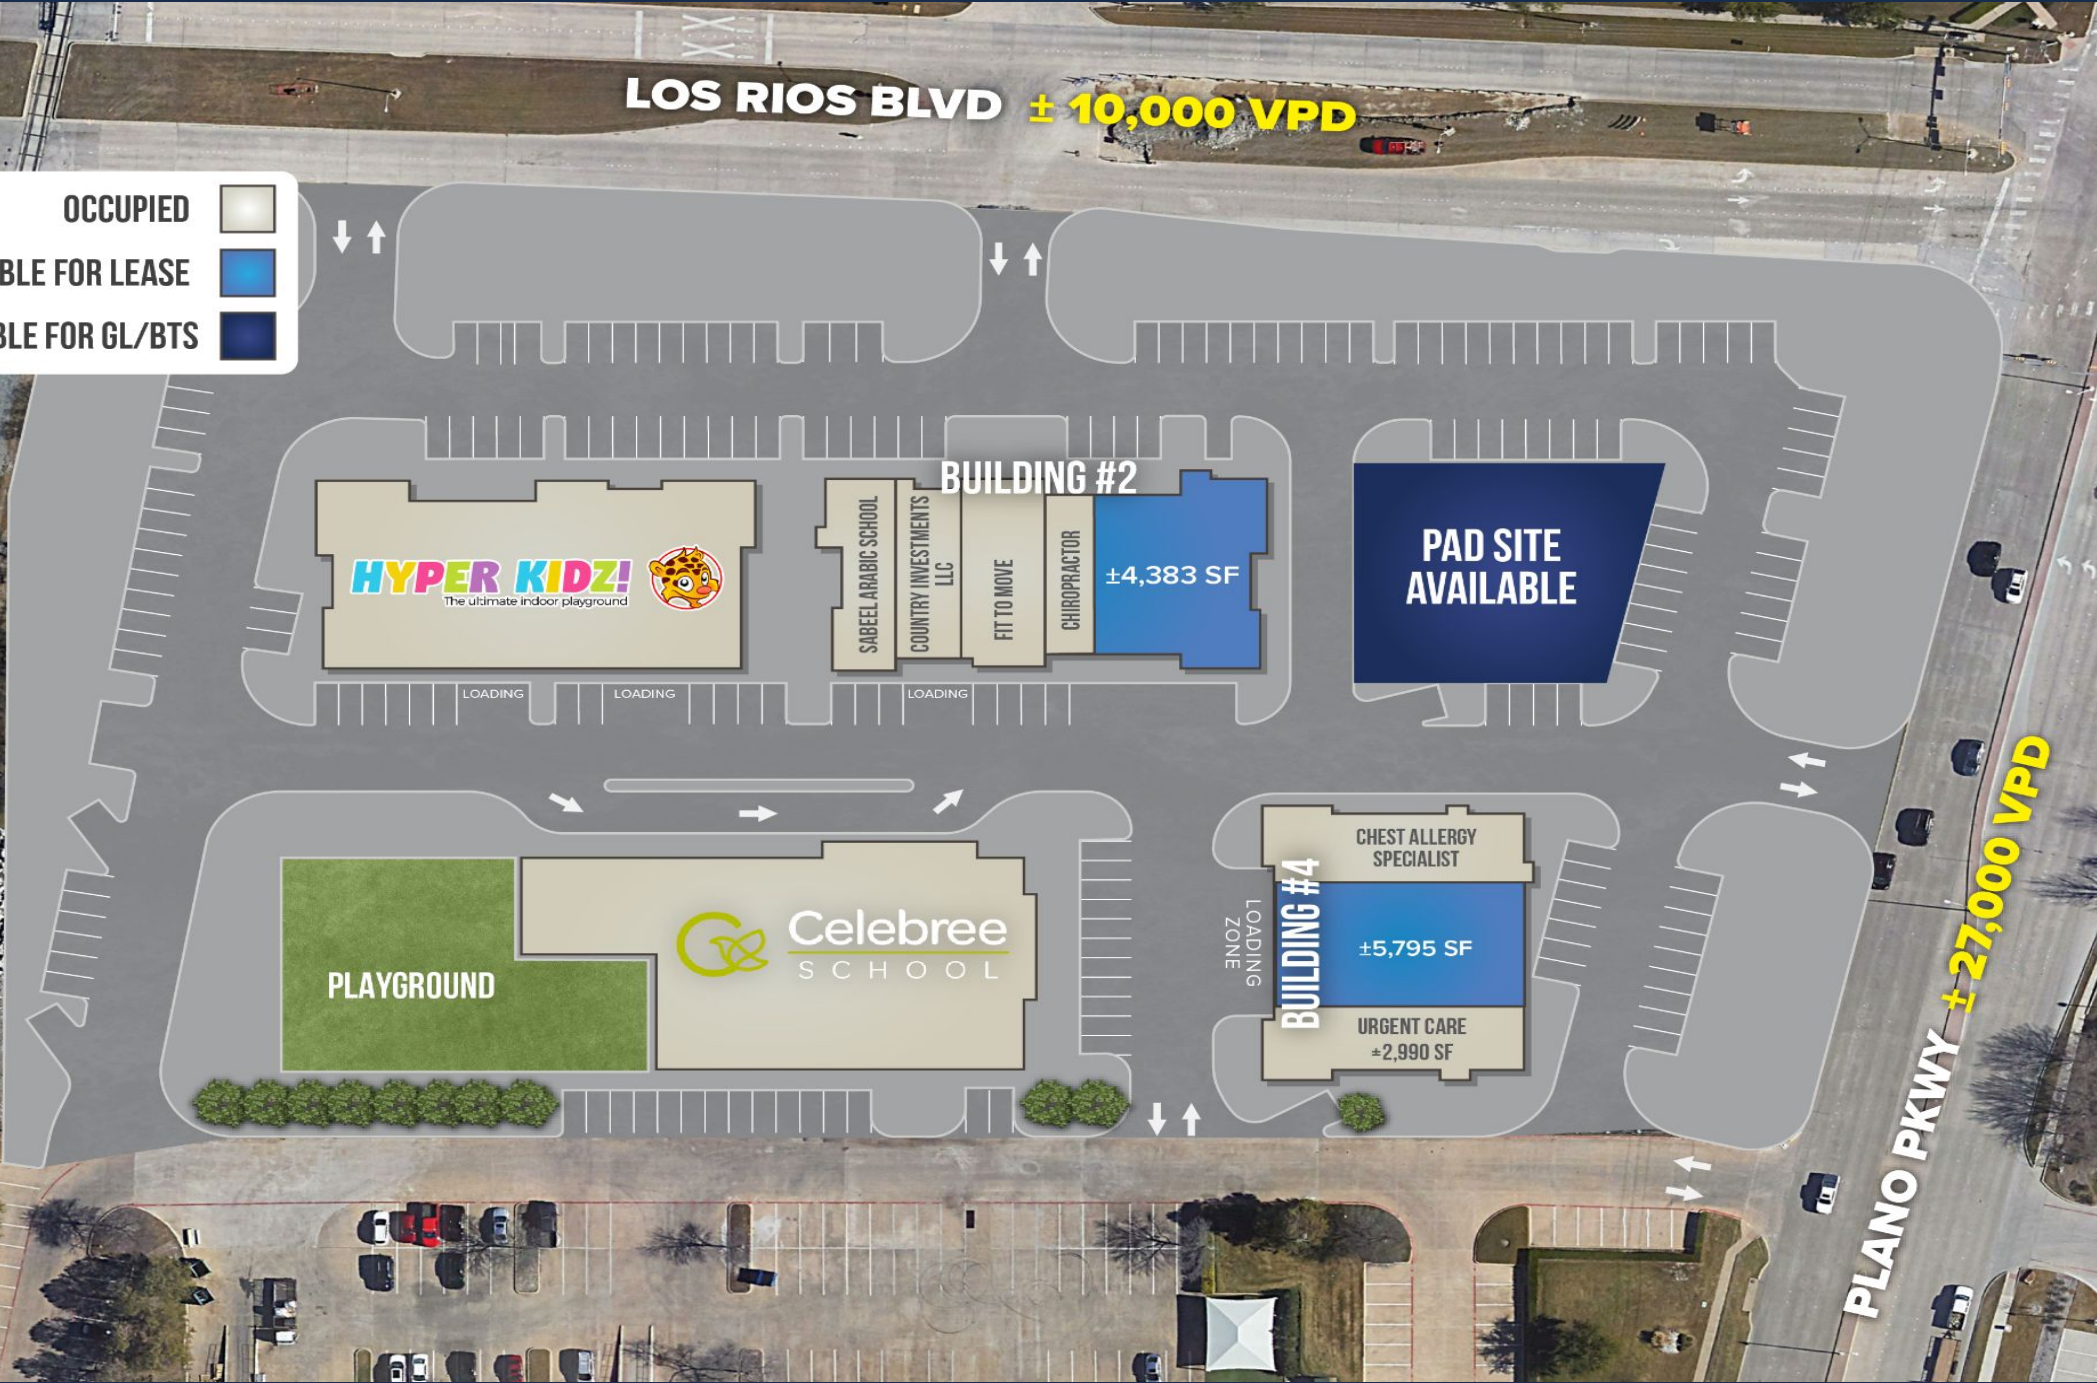 LOS RIOS BLVD ± 10,000 VPD
OCCUPIED
BLE FOR LEASE
BLE FOR GL/BTS
BUILDING #2
HYPER KIDZ!
The ultimate indoor playground
SABEEL ARABIC SCHOOL
COUNTRY INVESTMENTS
LLC
FIT TO MOVE
CHIROPRACTOR
±4,383 SF
PAD SITE
AVAILABLE
LOADING
LOADING
LOADING
PLAYGROUND
Celebree
SCHOOL
BUILDING #4
LOADING
ZONE
CHEST ALLERGY
SPECIALIST
±5,795 SF
URGENT CARE
±2,990 SF
PLANO PKWY ± 27,000 VPD